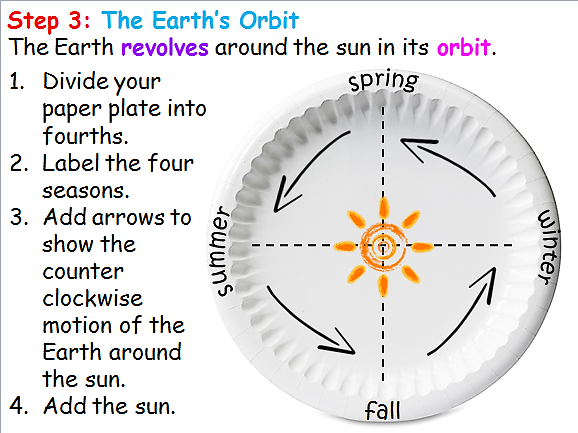 Step 3: The Earth's Orbit
The Earth revolves around the sun in its orbit.
1. Divide your
paper plate into
fourths.
2. Label the four
seasons.
3. Add arrows to
show the
counter
clockwise
motion of the
Earth around
the sun.
4. Add the sun.
spring
summer
winter
fall